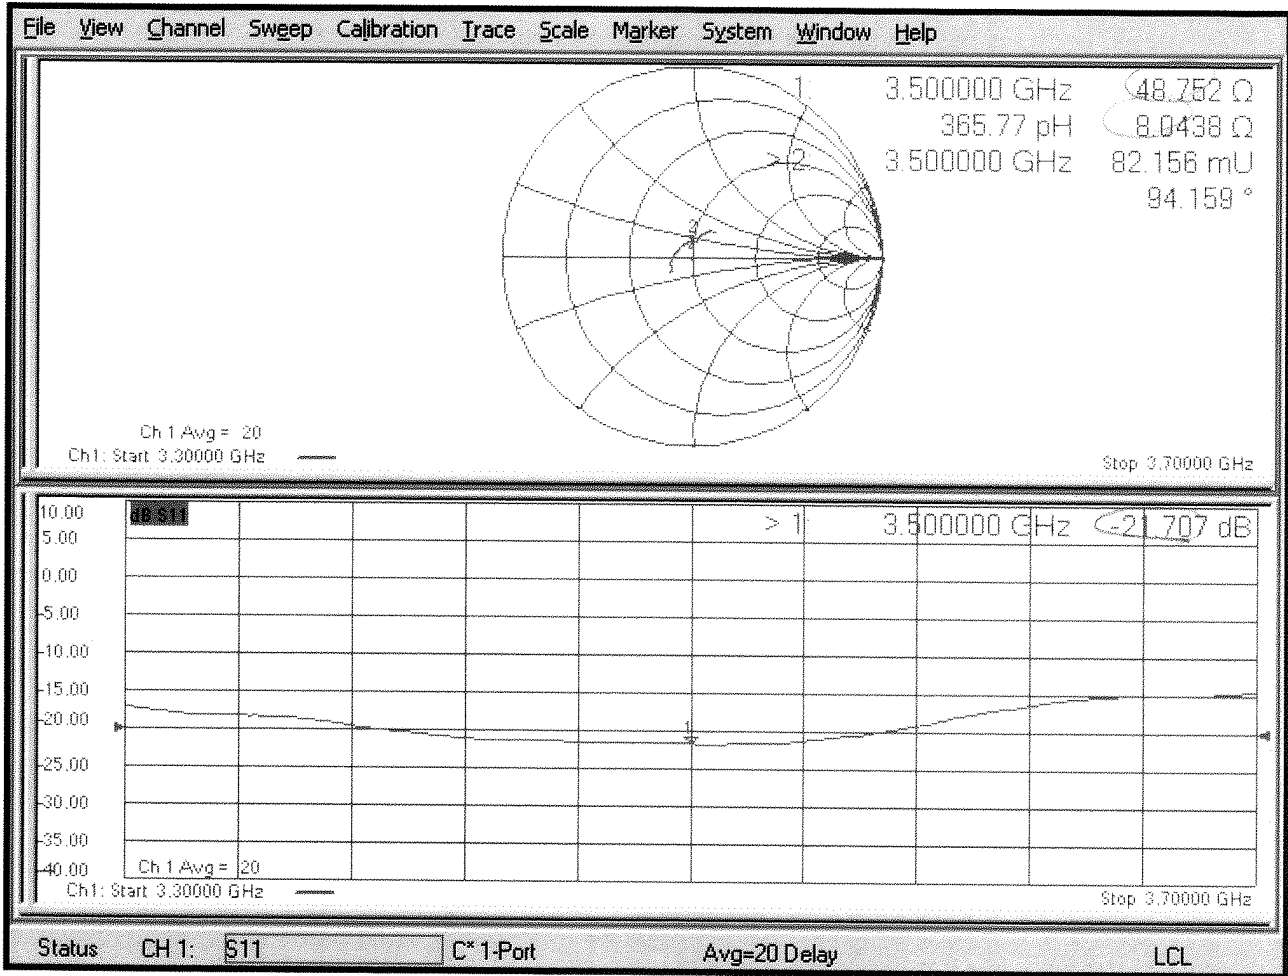 File View Channel Sweep Calibration Trace Scale Marker System Window Help
1: 3.500000 GHz 48.752 Ω
365.77 pH 8.0438 Ω
> 2: 3.500000 GHz 82.156 mU
94.159 °
2
Ch 1 Avg = 20
Ch1: Start 3.30000 GHz
Stop 3.70000 GHz
10.00
dB S11
> 1: 3.500000 GHz -21.707 dB
5.00
0.00
-5.00
-10.00
-15.00
-20.00
1
-25.00
-30.00
-35.00
-40.00
Ch 1 Avg = 20
Ch1: Start 3.30000 GHz
Stop 3.70000 GHz
Status CH 1: S11 C* 1-Port Avg=20 Delay LCL